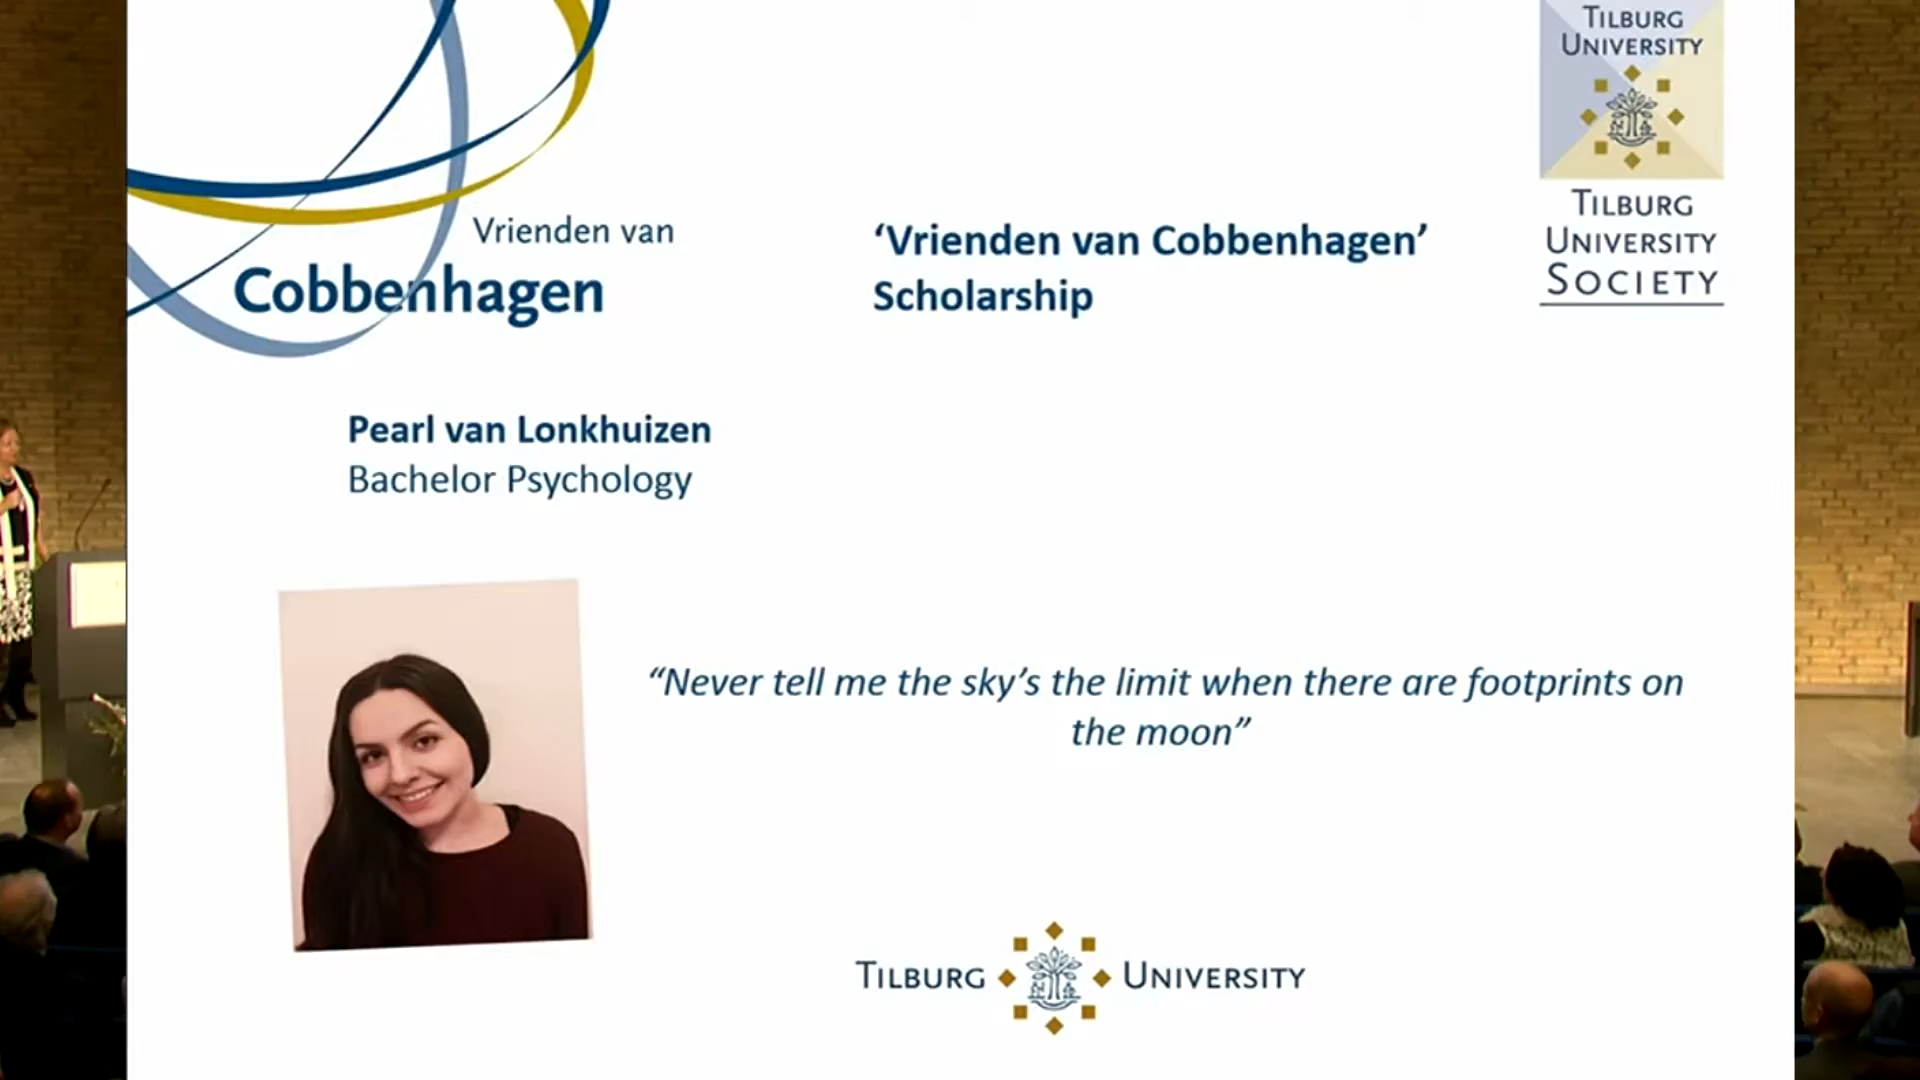 Vrienden van
Cobbenhagen
‘Vrienden van Cobbenhagen’
Scholarship
TILBURG
UNIVERSITY
TILBURG
UNIVERSITY
SOCIETY
Pearl van Lonkhuizen
Bachelor Psychology
“Never tell me the sky’s the limit when there are footprints on
the moon”
TILBURG UNIVERSITY